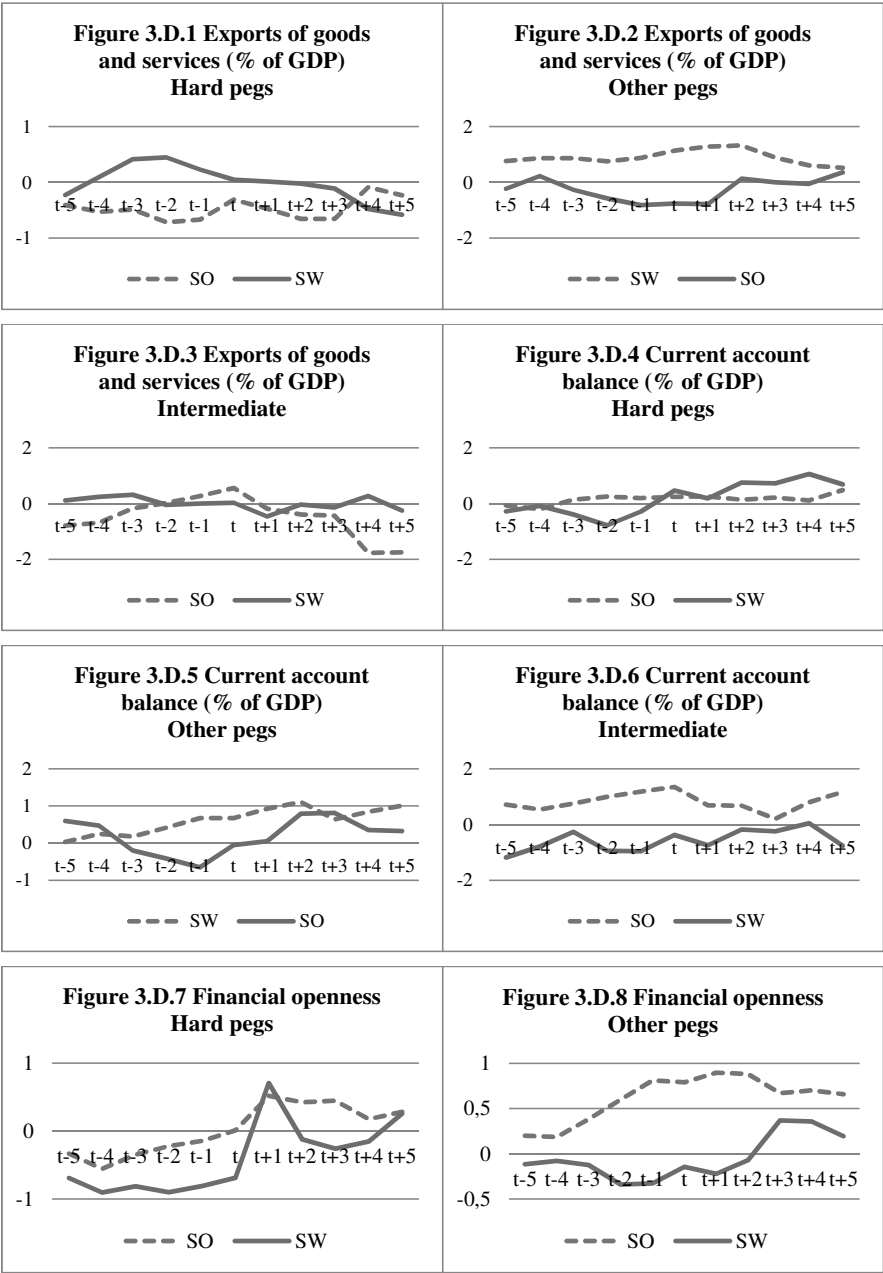 Figure 3.D.1 Exports of goods
and services (% of GDP)
Hard pegs
1
0
-1
t-5 t-4 t-3 t-2 t-1 t t+1 t+2 t+3 t+4 t+5
SO SW
Figure 3.D.2 Exports of goods
and services (% of GDP)
Other pegs
2
0
-2
t-5 t-4 t-3 t-2 t-1 t t+1 t+2 t+3 t+4 t+5
SW SO
Figure 3.D.3 Exports of goods
and services (% of GDP)
Intermediate
2
0
-2
t-5 t-4 t-3 t-2 t-1 t t+1 t+2 t+3 t+4 t+5
SO SW
Figure 3.D.4 Current account
balance (% of GDP)
Hard pegs
2
0
-2
t-5 t-4 t-3 t-2 t-1 t t+1 t+2 t+3 t+4 t+5
SO SW
Figure 3.D.5 Current account
balance (% of GDP)
Other pegs
2
1
0
-1
t-5 t-4 t-3 t-2 t-1 t t+1 t+2 t+3 t+4 t+5
SW SO
Figure 3.D.6 Current account
balance (% of GDP)
Intermediate
2
0
-2
t-5 t-4 t-3 t-2 t-1 t t+1 t+2 t+3 t+4 t+5
SO SW
Figure 3.D.7 Financial openness
Hard pegs
1
0
-1
t-5 t-4 t-3 t-2 t-1 t t+1 t+2 t+3 t+4 t+5
SO SW
Figure 3.D.8 Financial openness
Other pegs
1
0,5
0
-0,5
t-5 t-4 t-3 t-2 t-1 t t+1 t+2 t+3 t+4 t+5
SO SW